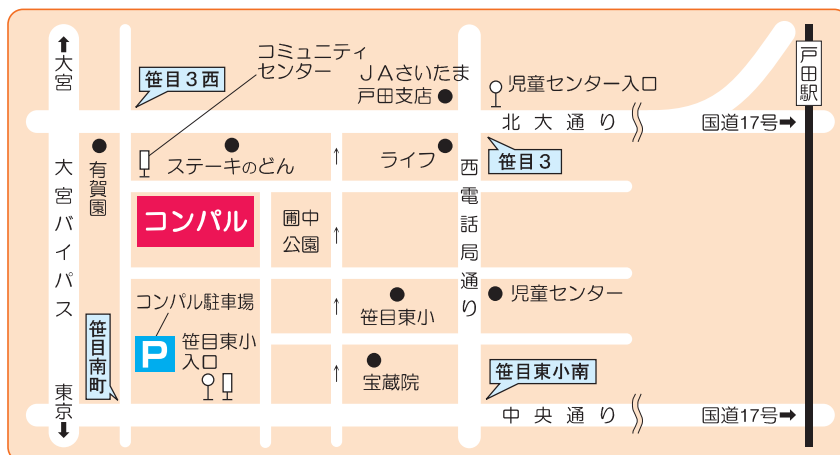 大宮
笹目3西
コミュニティ
センター
JAさいたま
戸田支店
児童センター入口
戸田駅
北大通り
国道17号
大宮バイパス
有賀園
ステーキのどん
ライフ
笹目3
西電話局通り
コンパル
圃中
公園
コンパル駐車場
P
笹目東小
入口
笹目南町
笹目東小
児童センター
宝蔵院
笹目東小南
東京
中央通り
国道17号